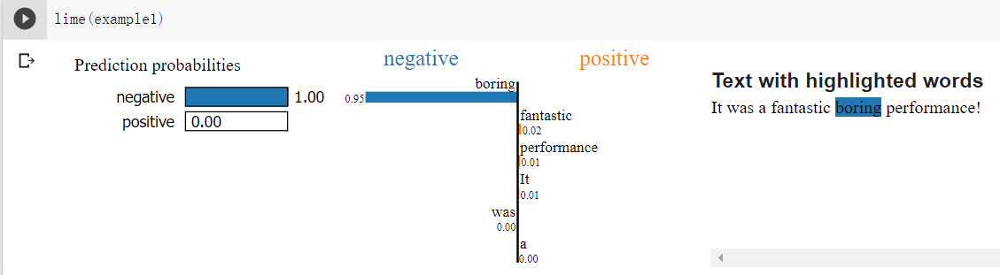 lime(example1)
Prediction probabilities
negative 1.00
positive 0.00
negative positive
boring
0.95
fantastic
0.02
performance
0.01
It
0.01
was
0.00
a
0.00
Text with highlighted words
It was a fantastic boring performance!